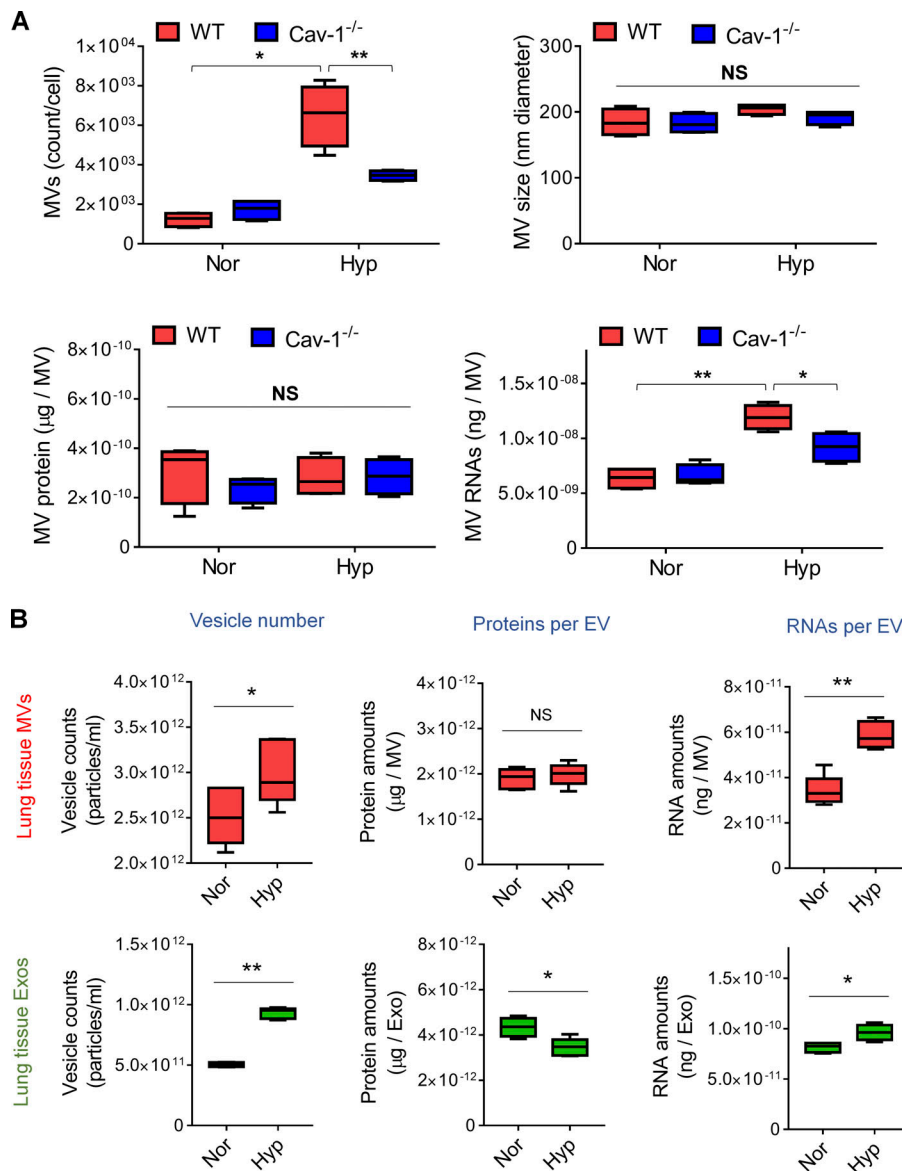 A
WT Cav-1⁻/⁻
MVs (count/cell)
1×10⁰⁴
8×10⁰³
6×10⁰³
4×10⁰³
2×10⁰³
0
* **
Nor Hyp
WT Cav-1⁻/⁻
MV size (nm diameter)
300
200
100
0
NS
Nor Hyp
WT Cav-1⁻/⁻
MV protein (µg / MV)
8×10⁻¹⁰
6×10⁻¹⁰
4×10⁻¹⁰
2×10⁻¹⁰
0
NS
Nor Hyp
WT Cav-1⁻/⁻
MV RNAs (ng / MV)
1.5×10⁻⁰⁸
1.0×10⁻⁰⁸
5.0×10⁻⁰⁹
0
** *
Nor Hyp
B
Vesicle number Proteins per EV RNAs per EV
Lung tissue MVs
Vesicle counts
(particles/ml)
4.0×10¹²
3.5×10¹²
3.0×10¹²
2.5×10¹²
2.0×10¹²
*
Nor Hyp
Protein amounts
(µg / MV)
4×10⁻¹²
3×10⁻¹²
2×10⁻¹²
1×10⁻¹²
0
NS
Nor Hyp
RNA amounts
(ng / MV)
8×10⁻¹¹
6×10⁻¹¹
4×10⁻¹¹
2×10⁻¹¹
0
**
Nor Hyp
Lung tissue Exos
Vesicle counts
(particles/ml)
1.5×10¹²
1.0×10¹²
5.0×10¹¹
0
**
Nor Hyp
Protein amounts
(µg / Exo)
8×10⁻¹²
6×10⁻¹²
4×10⁻¹²
2×10⁻¹²
0
*
Nor Hyp
RNA amounts
(ng / Exo)
1.5×10⁻¹⁰
1.0×10⁻¹⁰
5.0×10⁻¹¹
0
*
Nor Hyp